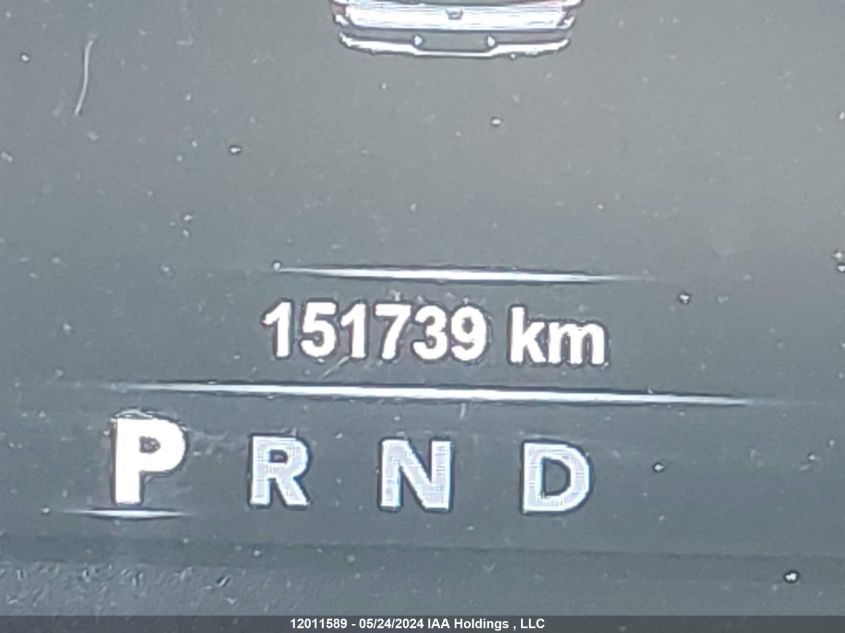 151739 km
P R N D
12011589 - 05/24/2024 IAA Holdings , LLC